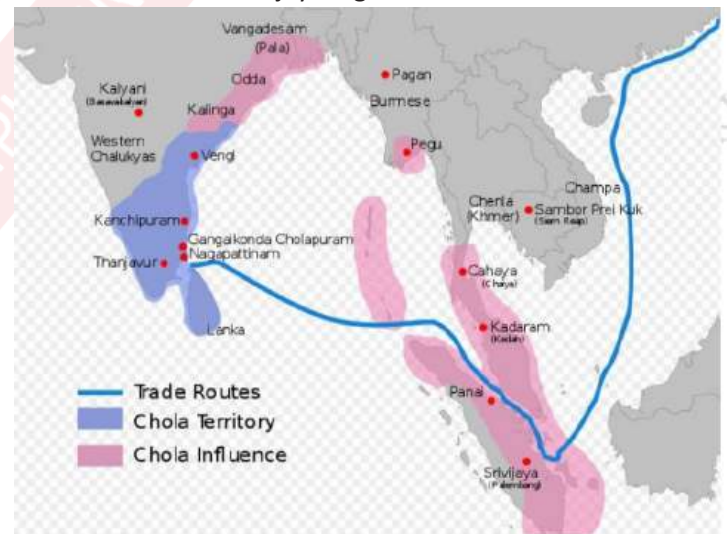 Vangadesam
(Pala)
Odda
Kalinga
Kalyani
(Basavakalyan)
Western
Chalukyas
Vengi
Kanchipuram
Gangaikonda Cholapuram
Nagapattinam
Thanjavur
Lanka
Pagan
Burmese
Pegu
Champa
Chenla
(Khmer)
Sambor Prei Kuk
(Siem Reap)
Cahaya
(Chaiya)
Kadaram
(Kedah)
Panai
Srivijaya
(Palembang)
Trade Routes
Chola Territory
Chola Influence